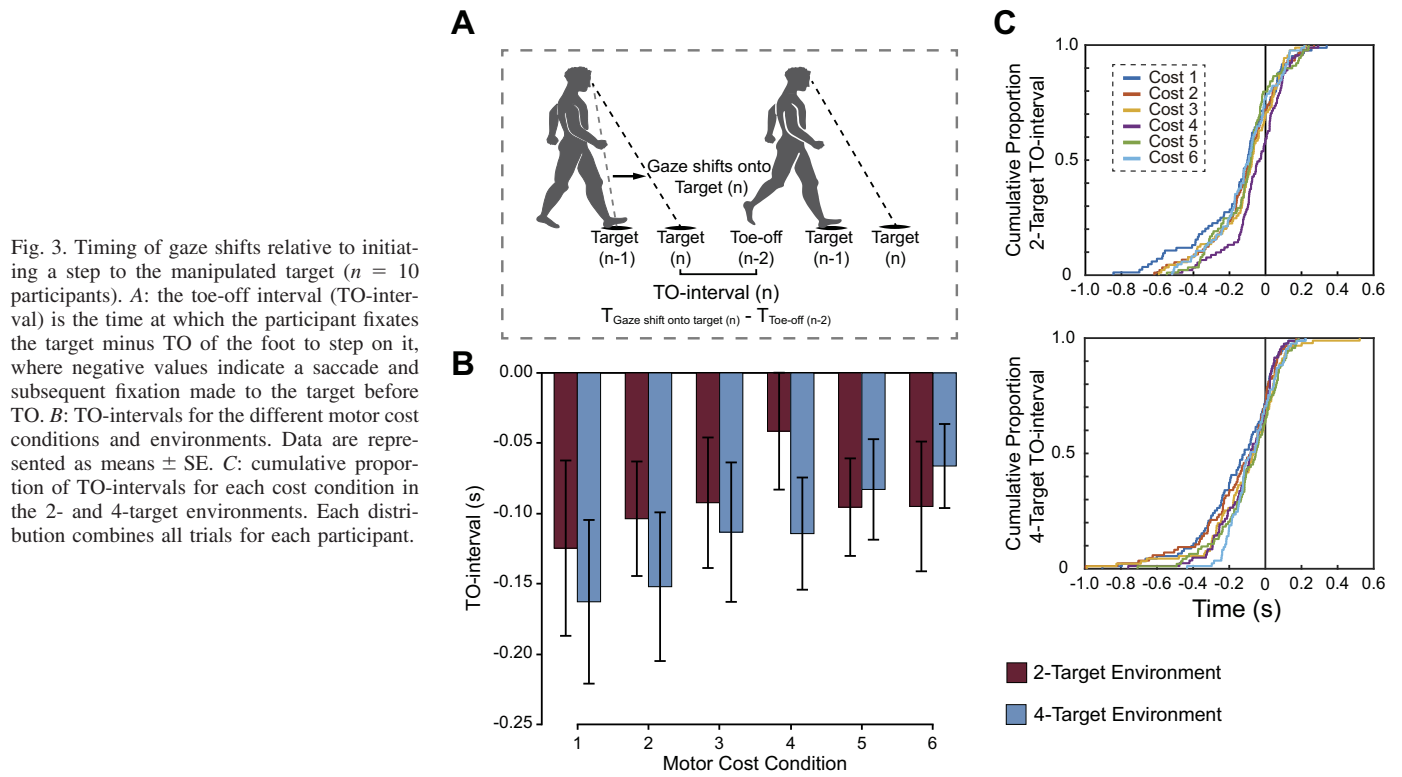 Fig. 3. Timing of gaze shifts relative to initiat-
ing a step to the manipulated target (n = 10
participants). A: the toe-off interval (TO-inter-
val) is the time at which the participant fixates
the target minus TO of the foot to step on it,
where negative values indicate a saccade and
subsequent fixation made to the target before
TO. B: TO-intervals for the different motor cost
conditions and environments. Data are repre-
sented as means ± SE. C: cumulative propor-
tion of TO-intervals for each cost condition in
the 2- and 4-target environments. Each distri-
bution combines all trials for each participant.
A
Gaze shifts onto
Target (n)
Target
(n-1)
Target
(n)
Toe-off
(n-2)
Target
(n-1)
Target
(n)
TO-interval (n)
T Gaze shift onto target (n) - T Toe-off (n-2)
B
TO-interval (s)
0.00
-0.05
-0.10
-0.15
-0.20
-0.25
1 2 3 4 5 6
Motor Cost Condition
C
Cumulative Proportion
2-Target TO-interval
1.0
0.5
0
Cost 1
Cost 2
Cost 3
Cost 4
Cost 5
Cost 6
-1.0 -0.8 -0.6 -0.4 -0.2 0 0.2 0.4 0.6
Cumulative Proportion
4-Target TO-interval
1.0
0.5
0
-1.0 -0.8 -0.6 -0.4 -0.2 0 0.2 0.4 0.6
Time (s)
2-Target Environment
4-Target Environment